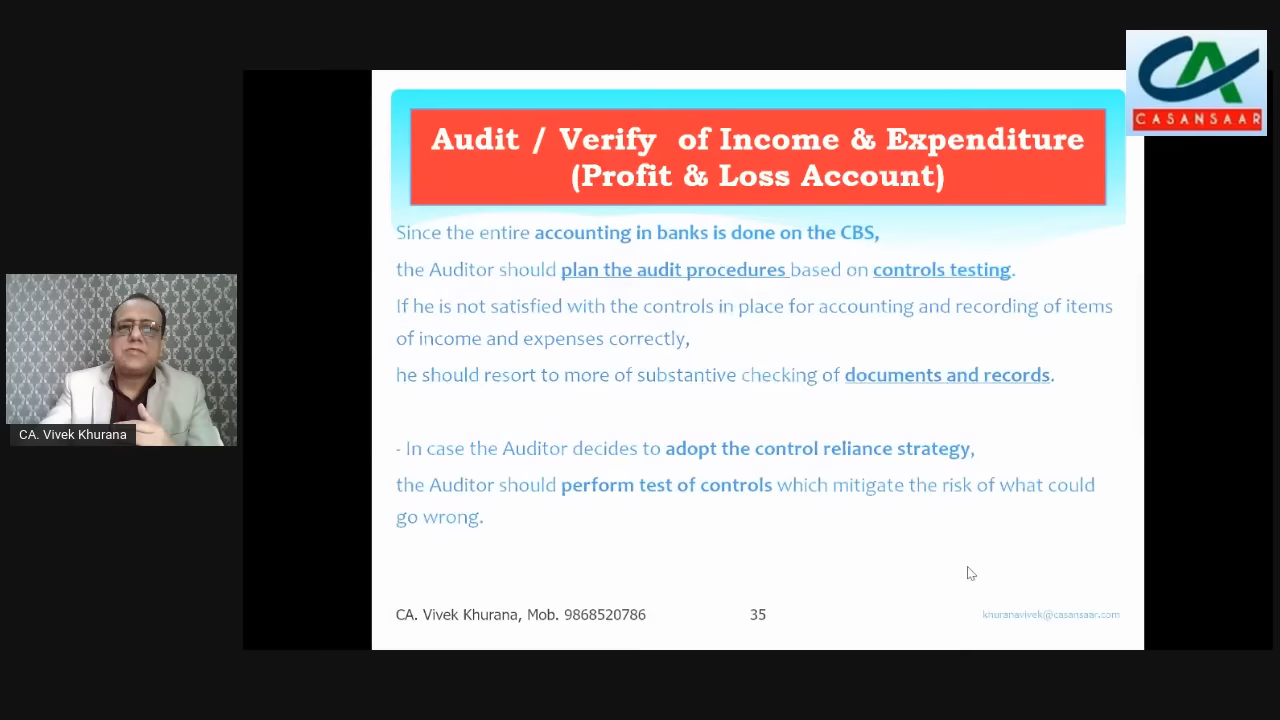 CASANSAAR
Audit / Verify of Income & Expenditure
(Profit & Loss Account)
Since the entire accounting in banks is done on the CBS,
the Auditor should plan the audit procedures based on controls testing.
If he is not satisfied with the controls in place for accounting and recording of items
of income and expenses correctly,
he should resort to more of substantive checking of documents and records.
- In case the Auditor decides to adopt the control reliance strategy,
the Auditor should perform test of controls which mitigate the risk of what could
go wrong.
CA. Vivek Khurana, Mob. 9868520786
35
khuranavivek@casansaar.com
CA. Vivek Khurana